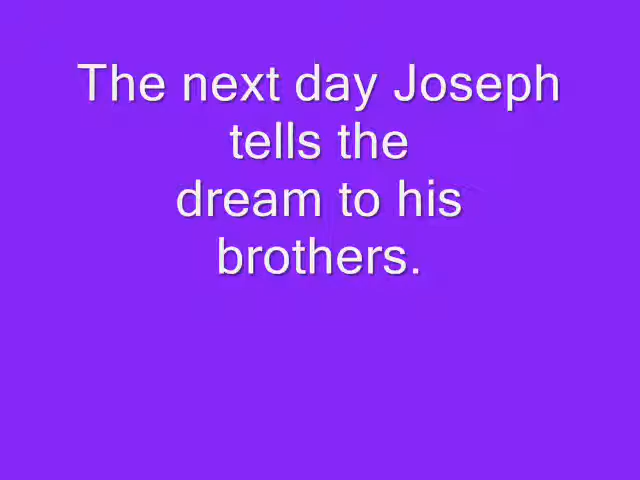 The next day Joseph
tells the
dream to his
brothers.